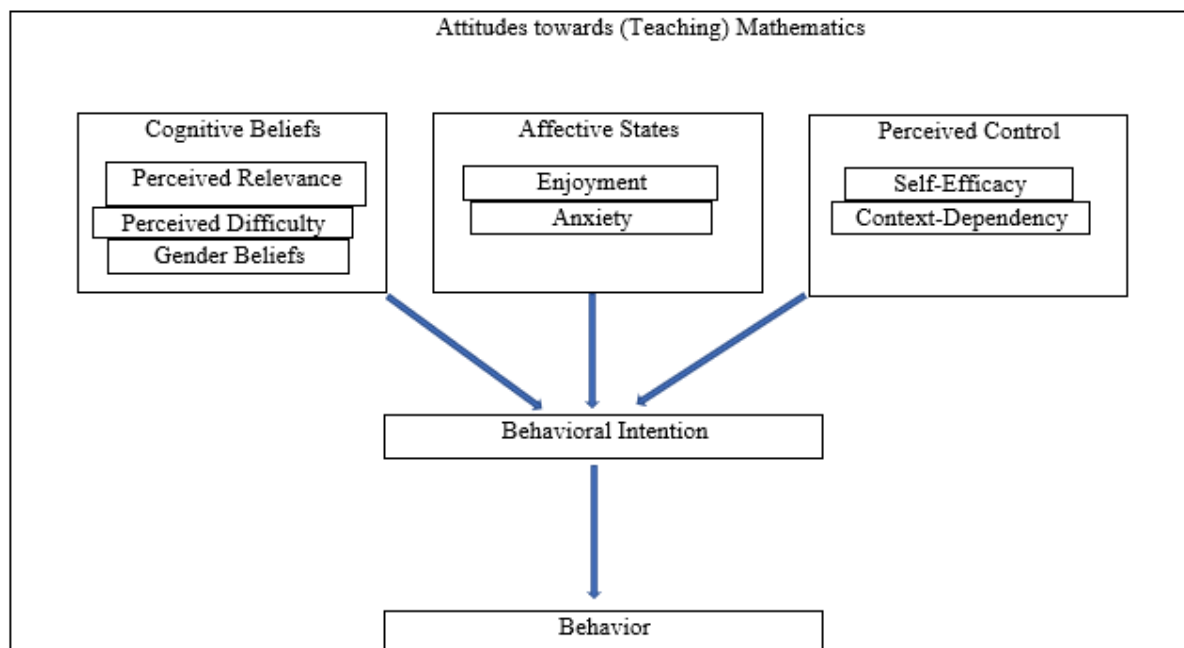 Attitudes towards (Teaching) Mathematics
Cognitive Beliefs
Perceived Relevance
Perceived Difficulty
Gender Beliefs
Affective States
Enjoyment
Anxiety
Perceived Control
Self-Efficacy
Context-Dependency
Behavioral Intention
Behavior